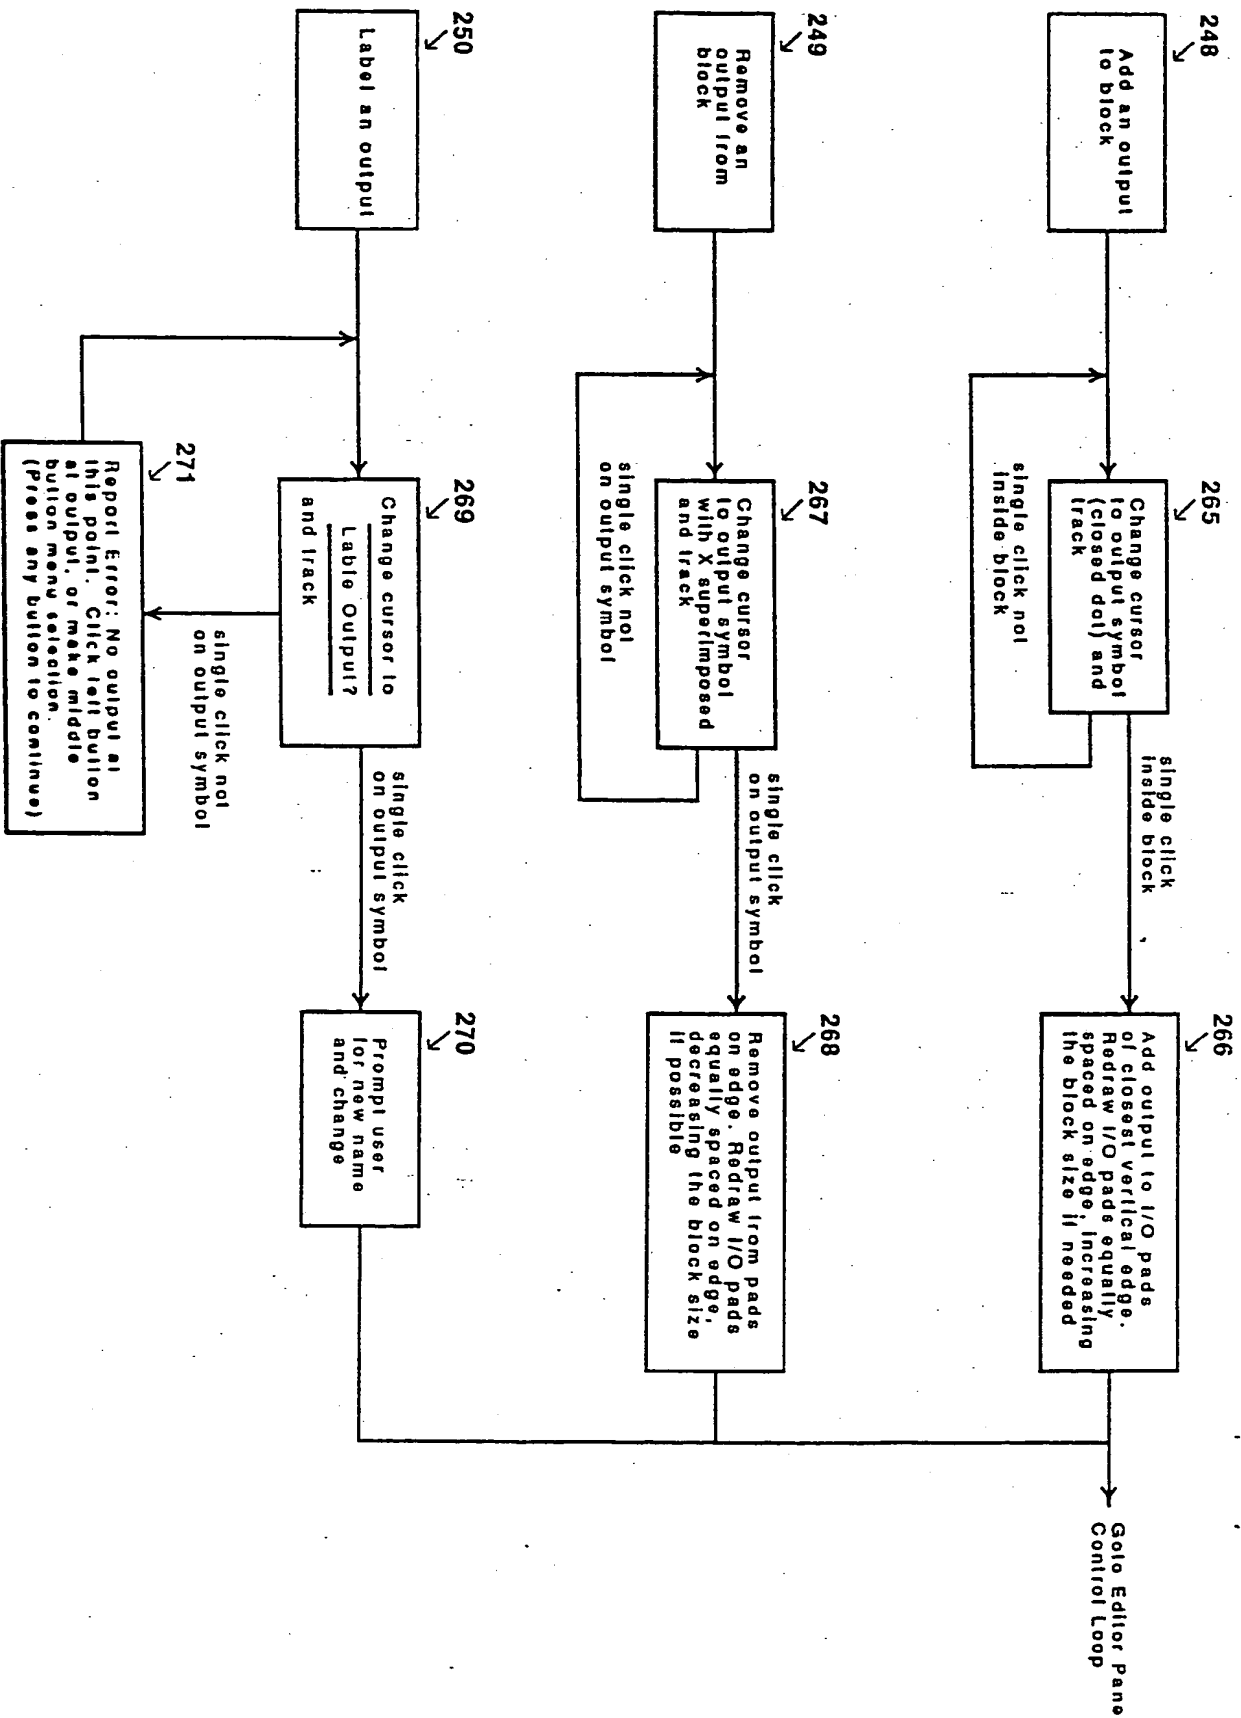 248
Add an output
to block
265
Change cursor
to output symbol
(closed dot) and
track
single click not
inside block
single click
inside block
266
Add output to I/O pads
of closest vertical edge.
Redraw I/O pads equally
spaced on edge, increasing
the block size if needed
Goto Editor Pane
Control Loop
249
Remove an
output from
block
267
Change cursor
to output symbol
with X superimposed
and track
single click not
on output symbol
single click
on output symbol
268
Remove output from pads
on edge. Redraw I/O pads
equally spaced on edge,
decreasing the block size
if possible
250
Label an output
269
Change cursor to
Lable Output?
and track
single click
on output symbol
270
Prompt user
for new name
and change
single click not
on output symbol
271
Report Error: No output at
this point. Click left button
at output, or make middle
button menu selection.
(Press any button to continue)